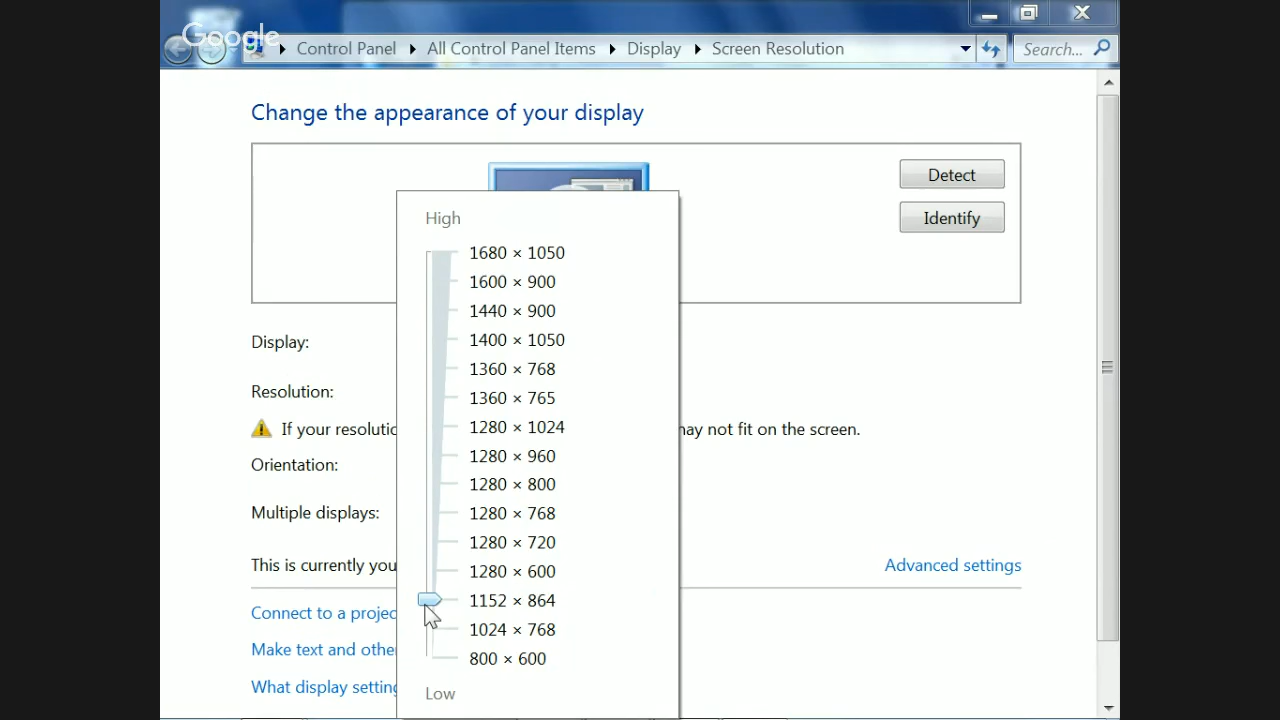 Google
Control Panel All Control Panel Items Display Screen Resolution Search...
Change the appearance of your display
Detect
Identify
High
1680 × 1050
1600 × 900
1440 × 900
1400 × 1050
1360 × 768
1360 × 765
1280 × 1024
1280 × 960
1280 × 800
1280 × 768
1280 × 720
1280 × 600
1152 × 864
1024 × 768
800 × 600
Low
Display:
Resolution:
If your resolutio may not fit on the screen.
Orientation:
Multiple displays:
This is currently you Advanced settings
Connect to a projec
Make text and othe
What display setting